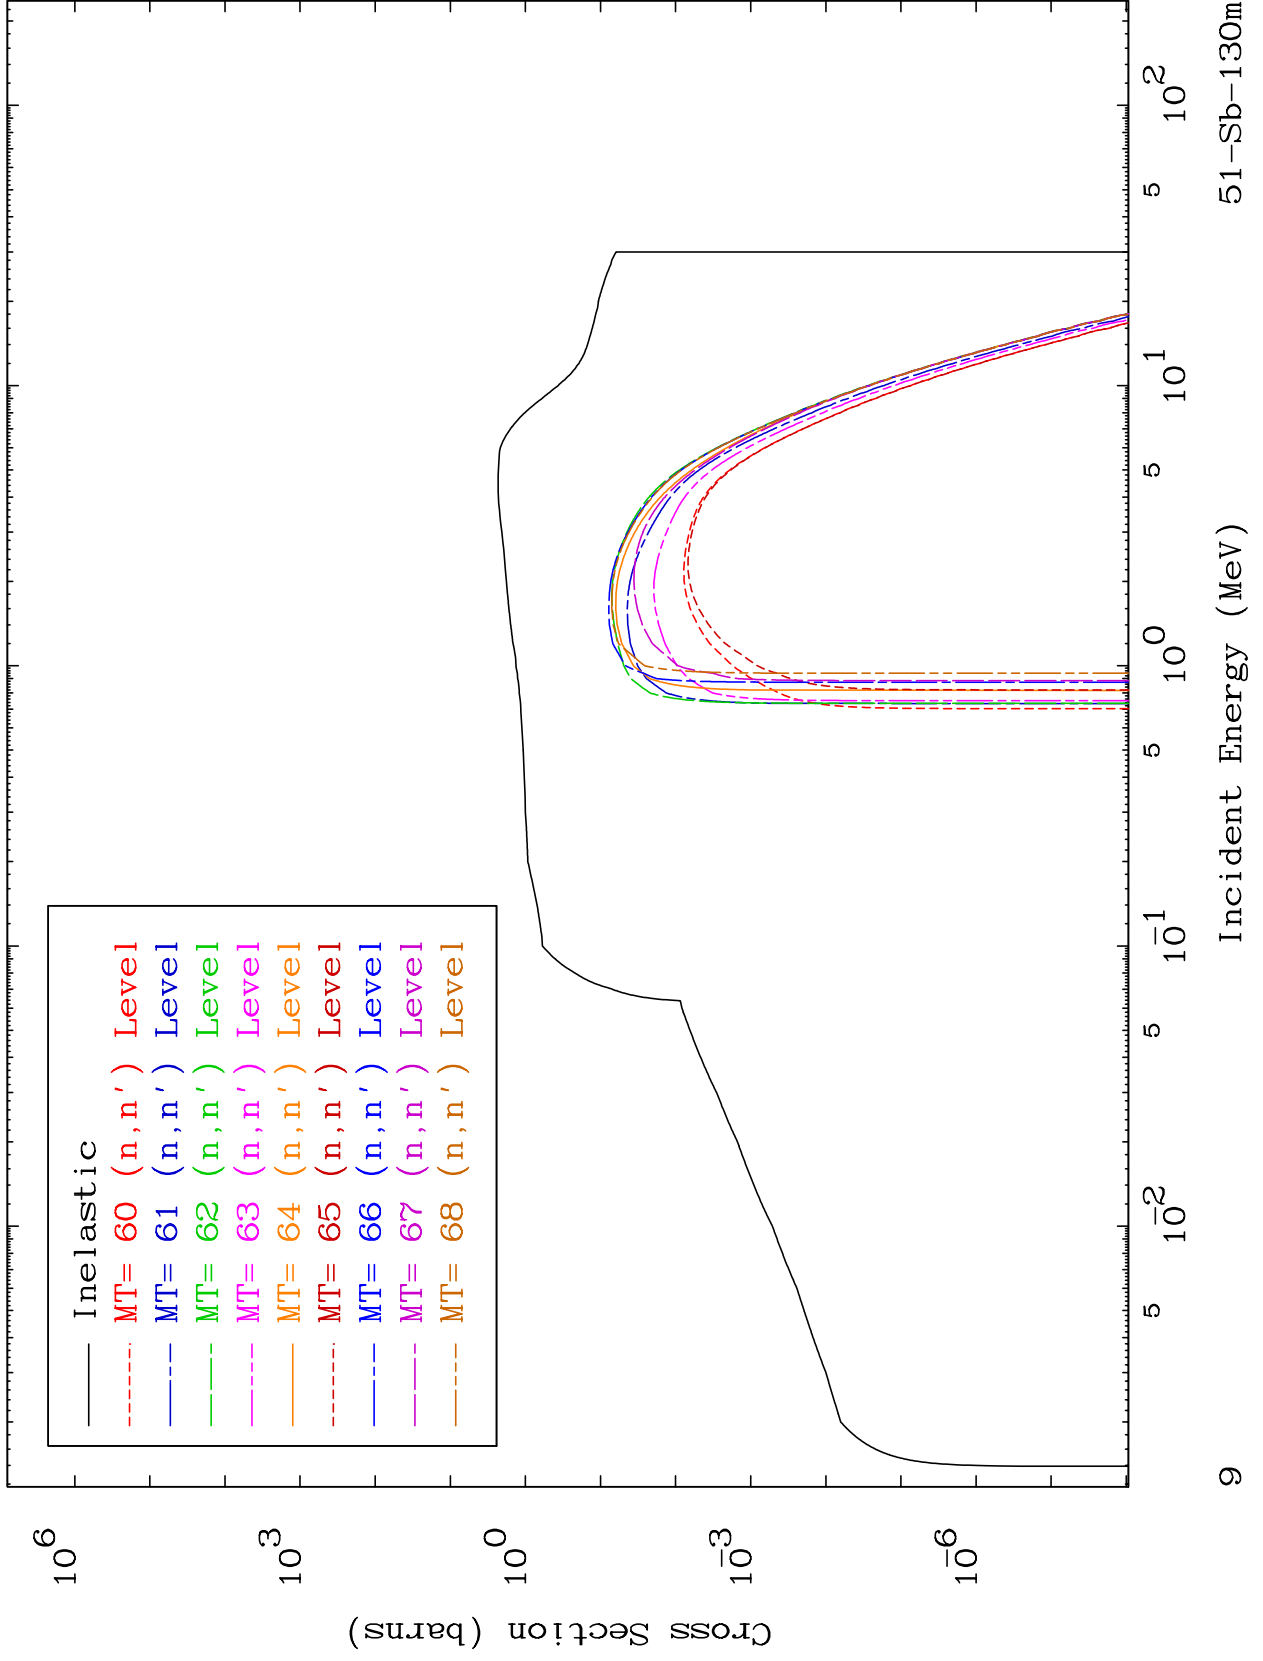 Inelastic
MT= 60 (n,n') Level
MT= 61 (n,n') Level
MT= 62 (n,n') Level
MT= 63 (n,n') Level
MT= 64 (n,n') Level
MT= 65 (n,n') Level
MT= 66 (n,n') Level
MT= 67 (n,n') Level
MT= 68 (n,n') Level
Cross Section (barns)
10^6
10^3
10^0
10^-3
10^-6
5
10^-2
5
10^-1
5
10^0
5
10^1
5
10^2
9
Incident Energy (MeV)
51-Sb-130m